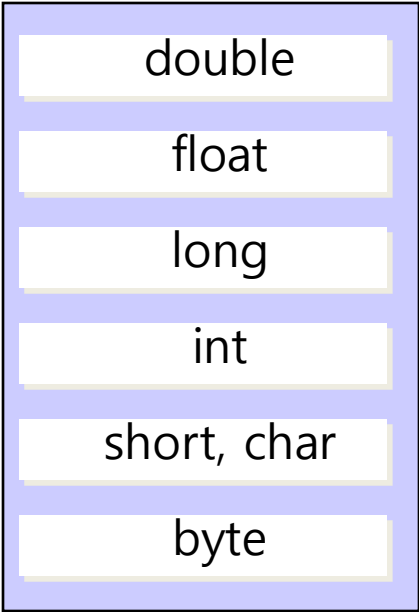 double
float
long
int
short, char
byte